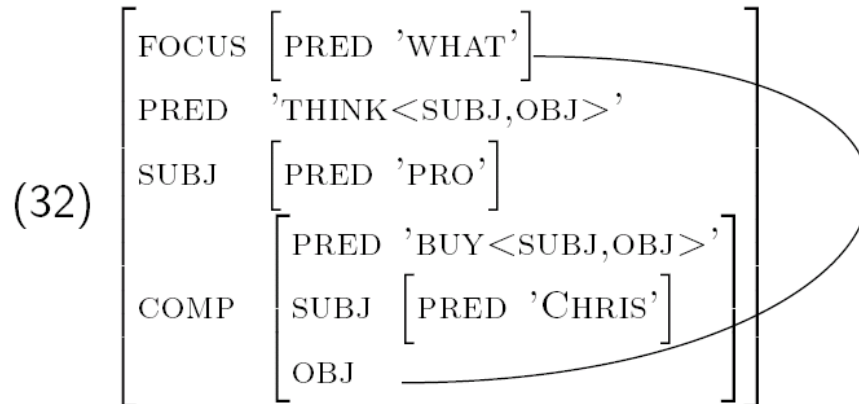 FOCUS [PRED 'WHAT']
PRED 'THINK<SUBJ,OBJ>'
(32) SUBJ [PRED 'PRO']
PRED 'BUY<SUBJ,OBJ>'
COMP SUBJ [PRED 'CHRIS']
OBJ